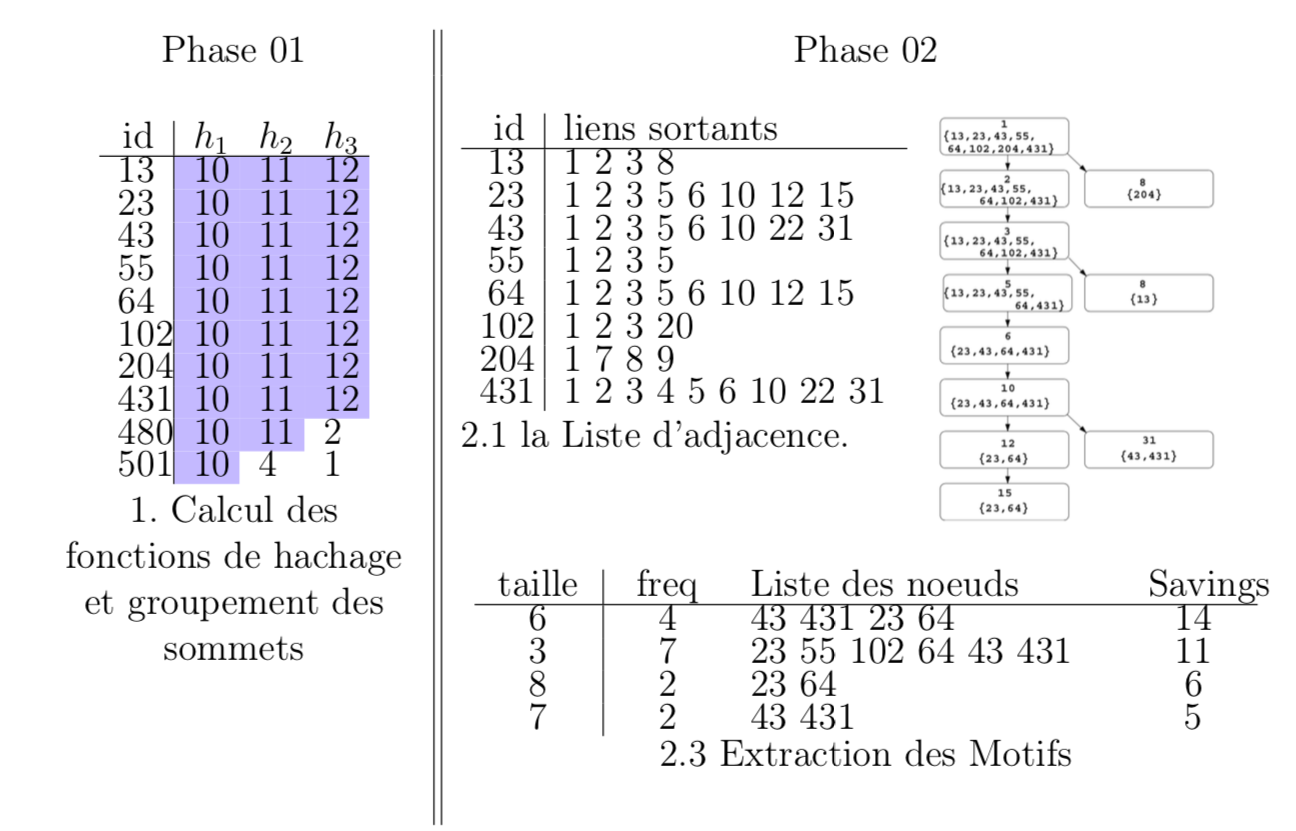 Phase 01
id h1 h2 h3
13 10 11 12
23 10 11 12
43 10 11 12
55 10 11 12
64 10 11 12
102 10 11 12
204 10 11 12
431 10 11 12
480 10 11 2
501 10 4 1
1. Calcul des
fonctions de hachage
et groupement des
sommets
Phase 02
id liens sortants
13 1 2 3 8
23 1 2 3 5 6 10 12 15
43 1 2 3 5 6 10 22 31
55 1 2 3 5
64 1 2 3 5 6 10 12 15
102 1 2 3 20
204 1 7 8 9
431 1 2 3 4 5 6 10 22 31
2.1 la Liste d'adjacence.
1
{13,23,43,55,
64,102,204,431}
2
{13,23,43,55,
64,102,431}
8
{204}
3
{13,23,43,55,
64,102,431}
5
{13,23,43,55,
64,431}
8
{13}
6
{23,43,64,431}
10
{23,43,64,431}
12
{23,64}
31
{43,431}
15
{23,64}
taille freq Liste des noeuds Savings
6 4 43 431 23 64 14
3 7 23 55 102 64 43 431 11
8 2 23 64 6
7 2 43 431 5
2.3 Extraction des Motifs